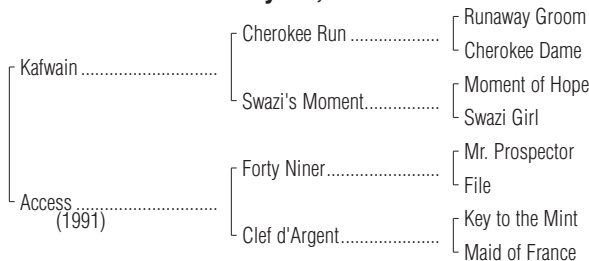 Runaway Groom
Cherokee Run ...................
Cherokee Dame
Kafwain .............................
Moment of Hope
Swazi's Moment................
Swazi Girl
Mr. Prospector
Forty Niner........................
File
Access ..............................
(1991)
Key to the Mint
Clef d'Argent.....................
Maid of France